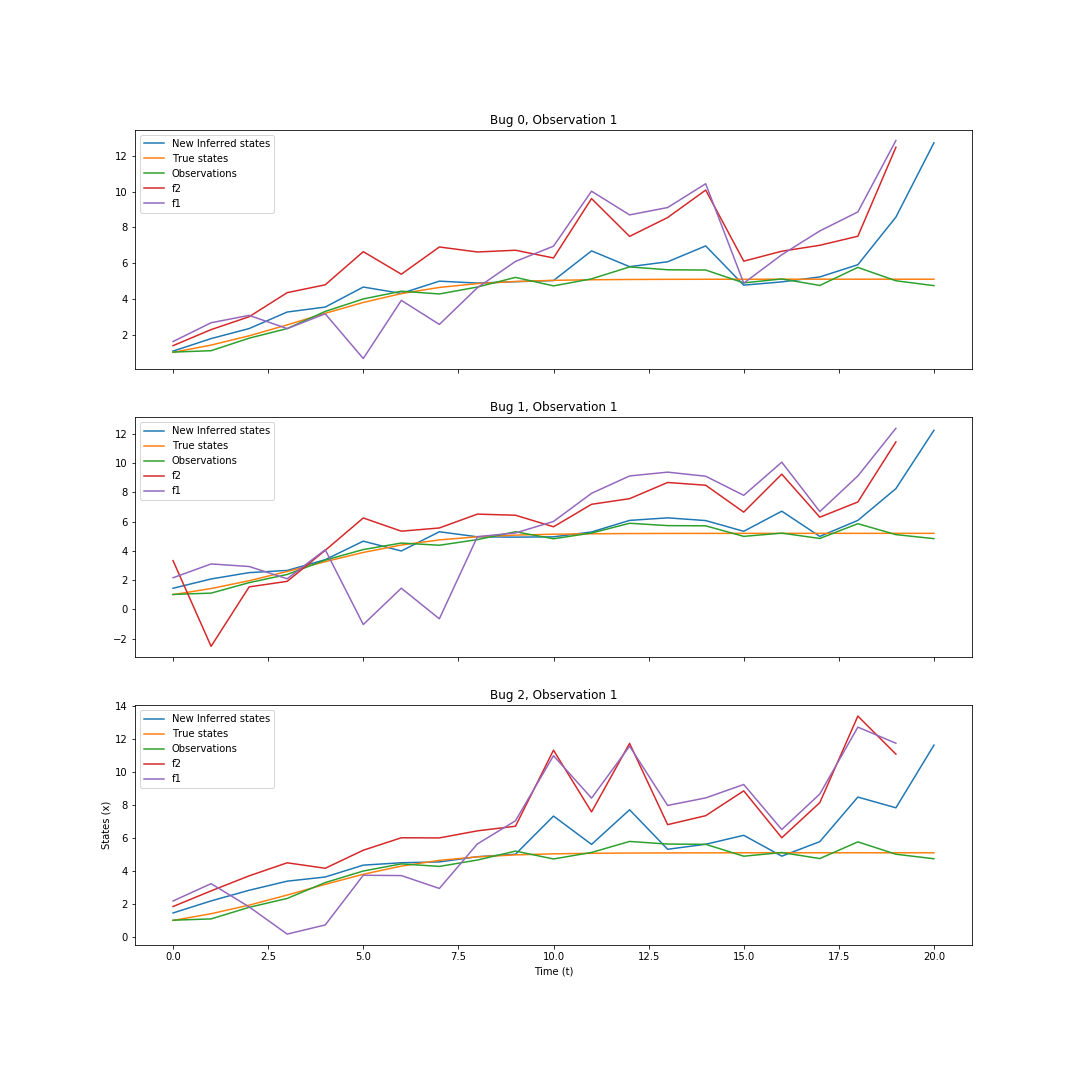 Bug 0, Observation 1
New Inferred states
True states
Observations
f2
f1
12
10
8
6
4
2
Bug 1, Observation 1
New Inferred states
True states
Observations
f2
f1
12
10
8
6
4
2
0
−2
Bug 2, Observation 1
New Inferred states
True states
Observations
f2
f1
14
12
10
8
6
4
2
0
States (x)
0.0 2.5 5.0 7.5 10.0 12.5 15.0 17.5 20.0
Time (t)